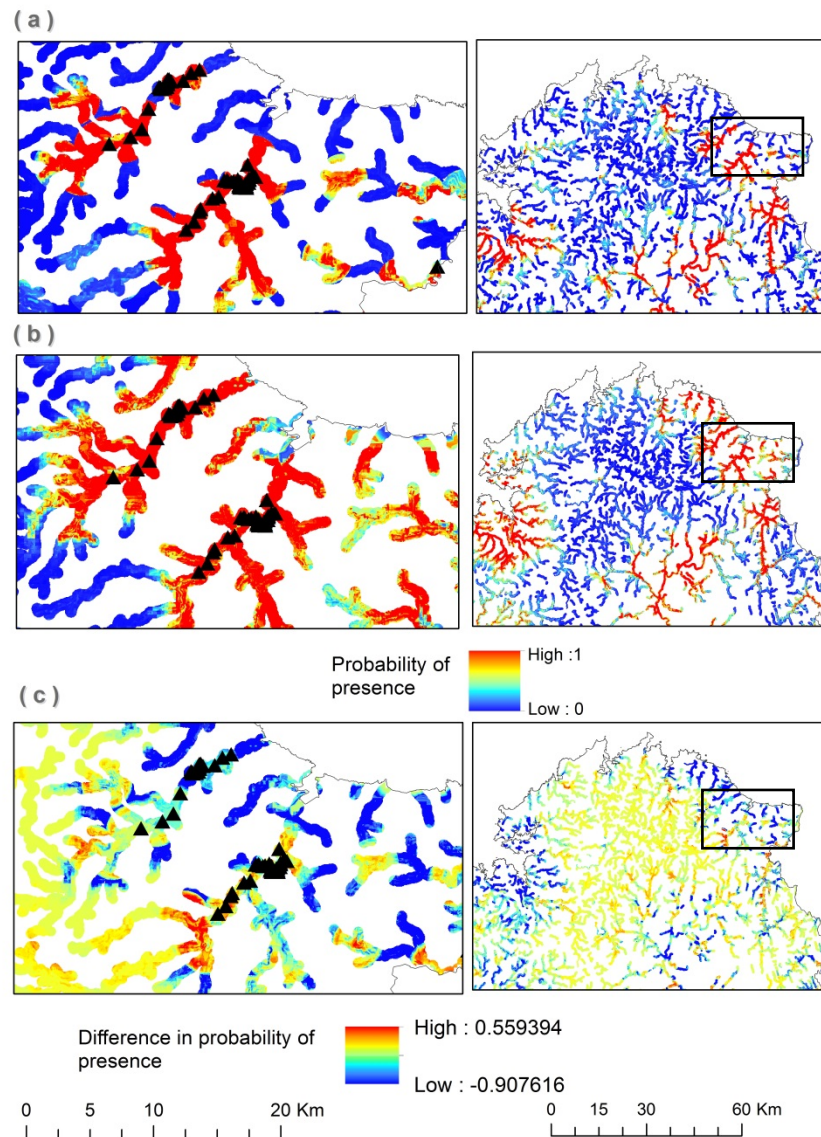 ( a )
( b )
Probability of
presence
High :1
Low : 0
( c )
Difference in probability of
presence
High : 0.559394
Low : -0.907616
0 5 10 20 Km
0 15 30 60 Km